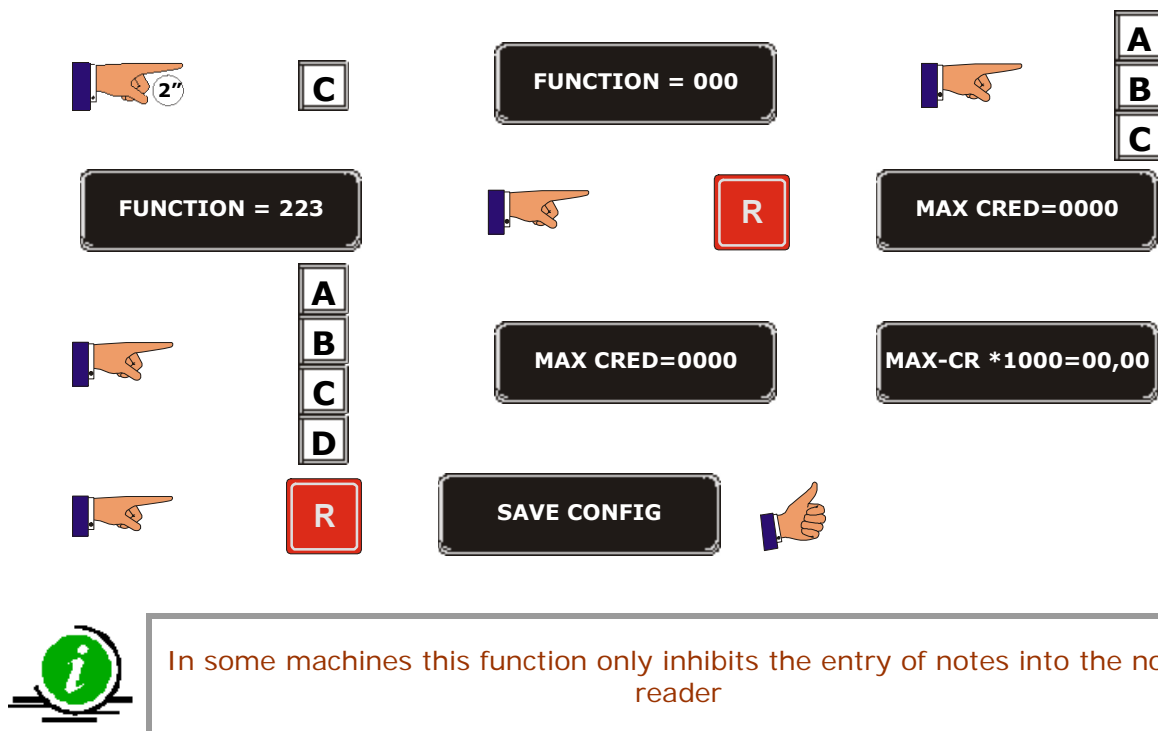 2”
C
FUNCTION = 000
A
B
C
FUNCTION = 223
R
MAX CRED=0000
A
B
C
D
MAX CRED=0000
MAX-CR *1000=00,00
R
SAVE CONFIG
i
In some machines this function only inhibits the entry of notes into the
reader